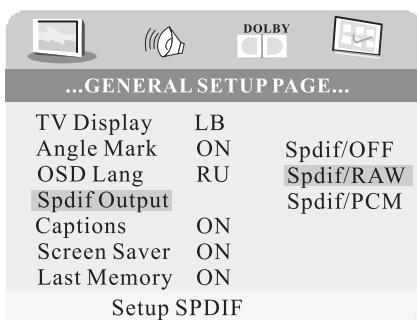 DOLBY
...GENERAL SETUP PAGE...
TV Display LB
Angle Mark ON Spdif/OFF
OSD Lang RU Spdif/RAW
Spdif Output Spdif/PCM
Captions ON
Screen Saver ON
Last Memory ON
Setup SPDIF